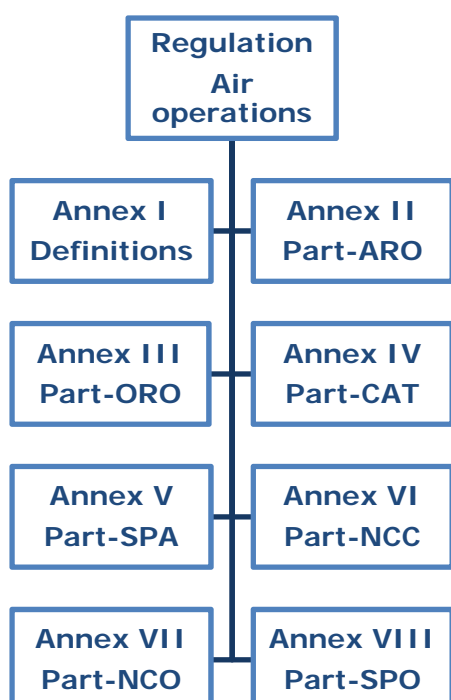 Regulation
Air
operations
Annex I
Definitions
Annex II
Part-ARO
Annex III
Part-ORO
Annex IV
Part-CAT
Annex V
Part-SPA
Annex VI
Part-NCC
Annex VII
Part-NCO
Annex VIII
Part-SPO